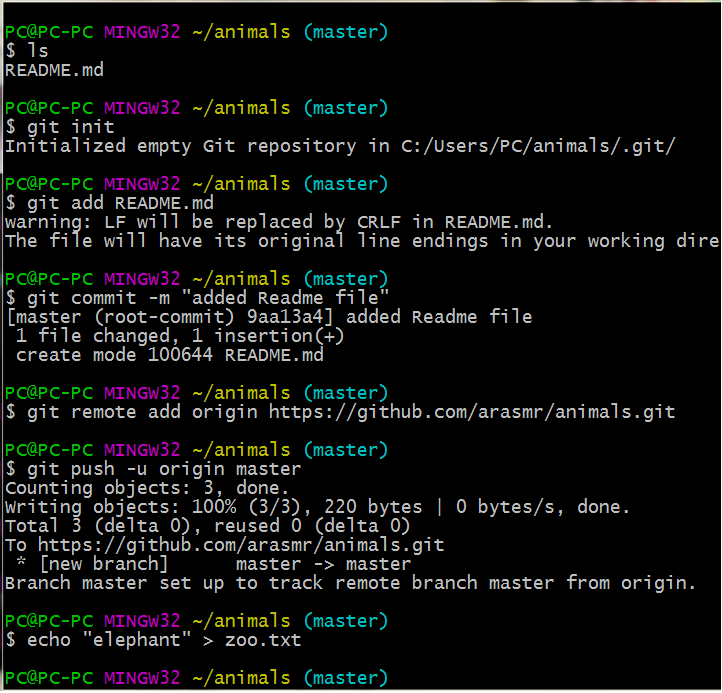 PC@PC-PC MINGW32 ~/animals (master)
$ ls
README.md
PC@PC-PC MINGW32 ~/animals (master)
$ git init
Initialized empty Git repository in C:/Users/PC/animals/.git/
PC@PC-PC MINGW32 ~/animals (master)
$ git add README.md
warning: LF will be replaced by CRLF in README.md.
The file will have its original line endings in your working dire
PC@PC-PC MINGW32 ~/animals (master)
$ git commit -m "added Readme file"
[master (root-commit) 9aa13a4] added Readme file
 1 file changed, 1 insertion(+)
 create mode 100644 README.md
PC@PC-PC MINGW32 ~/animals (master)
$ git remote add origin https://github.com/arasmr/animals.git
PC@PC-PC MINGW32 ~/animals (master)
$ git push -u origin master
Counting objects: 3, done.
Writing objects: 100% (3/3), 220 bytes | 0 bytes/s, done.
Total 3 (delta 0), reused 0 (delta 0)
To https://github.com/arasmr/animals.git
 * [new branch]      master -> master
Branch master set up to track remote branch master from origin.
PC@PC-PC MINGW32 ~/animals (master)
$ echo "elephant" > zoo.txt
PC@PC-PC MINGW32 ~/animals (master)